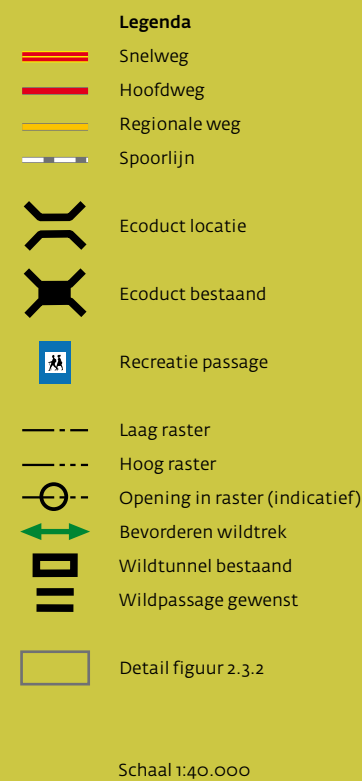 Legenda
Snelweg
Hoofdweg
Regionale weg
Spoorlijn
Ecoduct locatie
Ecoduct bestaand
Recreatie passage
Laag raster
Hoog raster
Opening in raster (indicatief)
Bevorderen wildtrek
Wildtunnel bestaand
Wildpassage gewenst
Detail figuur 2.3.2
Schaal 1:40.000